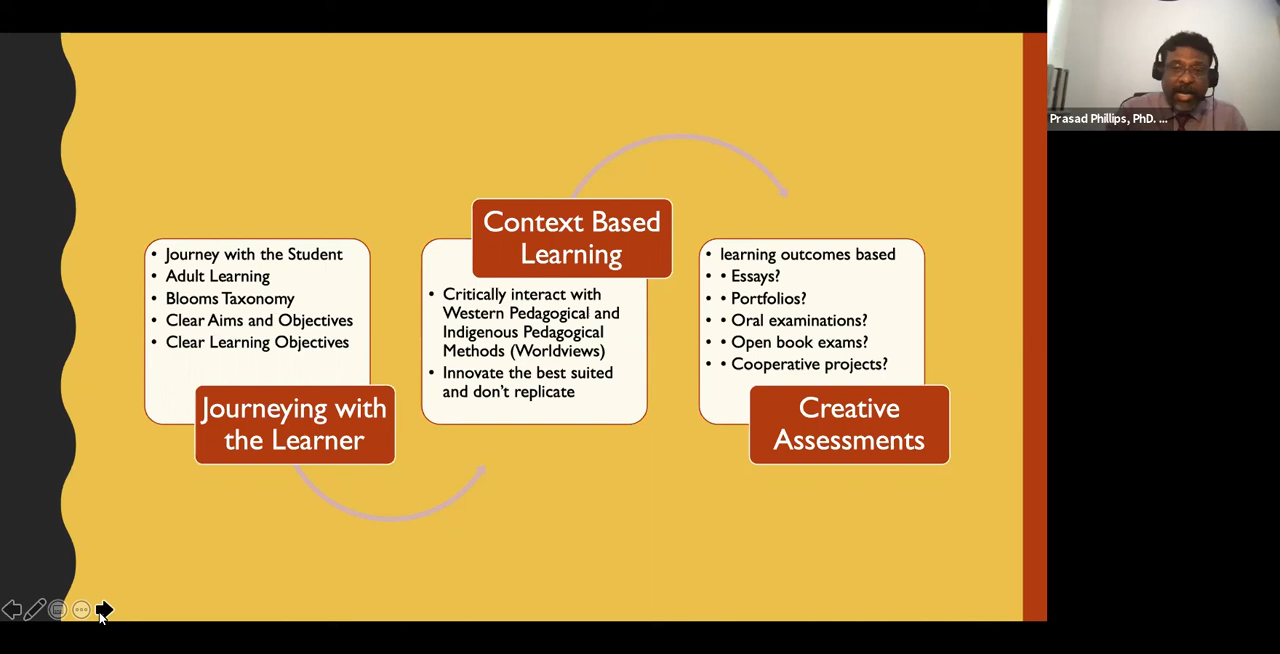 • Journey with the Student
• Adult Learning
• Blooms Taxonomy
• Clear Aims and Objectives
• Clear Learning Objectives
Journeying with
the Learner
Context Based
Learning
• Critically interact with
Western Pedagogical and
Indigenous Pedagogical
Methods (Worldviews)
• Innovate the best suited
and don't replicate
• learning outcomes based
• • Essays?
• • Portfolios?
• • Oral examinations?
• • Open book exams?
• • Cooperative projects?
Creative
Assessments
Prasad Phillips, PhD. ...